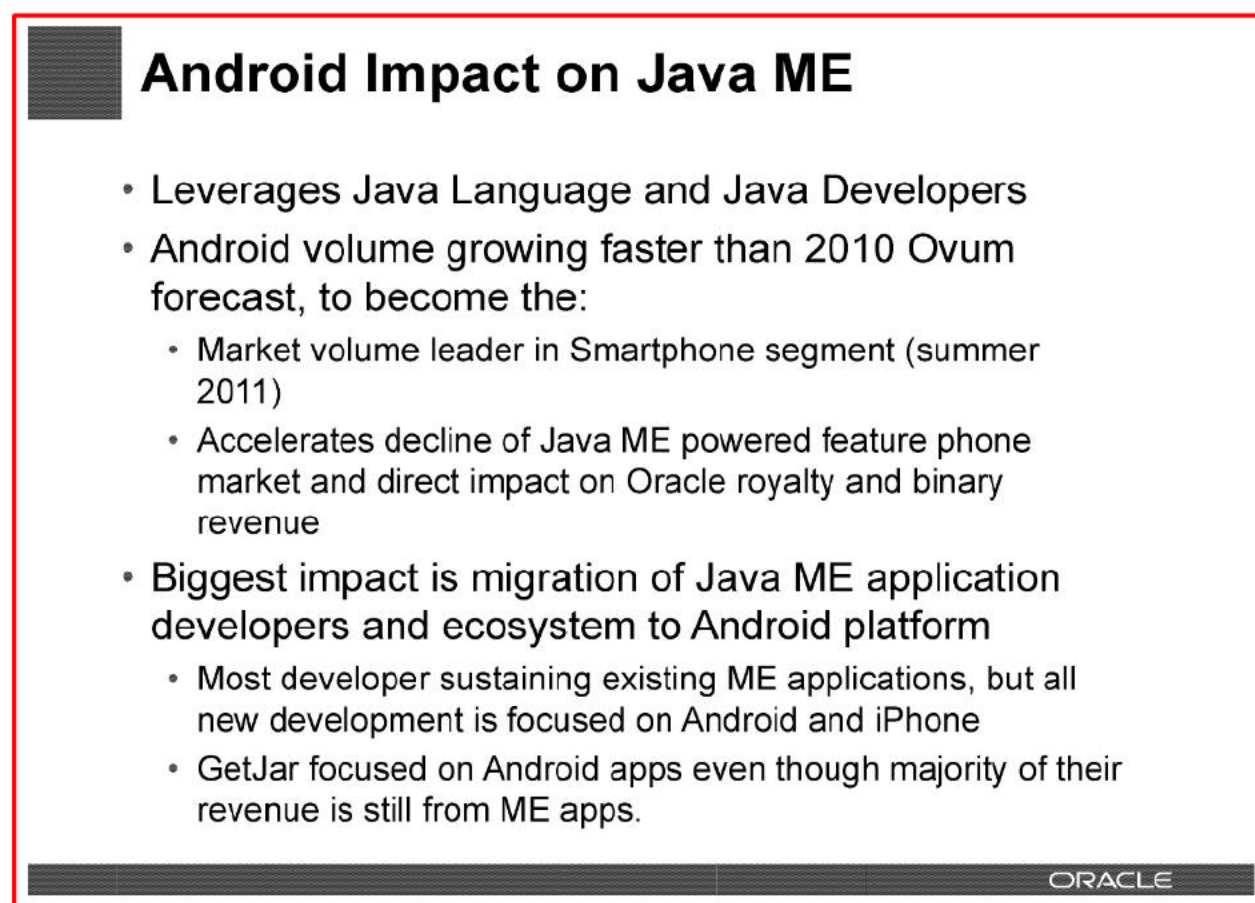 Android Impact on Java ME
• Leverages Java Language and Java Developers
• Android volume growing faster than 2010 Ovum
forecast, to become the:
• Market volume leader in Smartphone segment (summer
2011)
• Accelerates decline of Java ME powered feature phone
market and direct impact on Oracle royalty and binary
revenue
• Biggest impact is migration of Java ME application
developers and ecosystem to Android platform
• Most developer sustaining existing ME applications, but all
new development is focused on Android and iPhone
• GetJar focused on Android apps even though majority of their
revenue is still from ME apps.
ORACLE